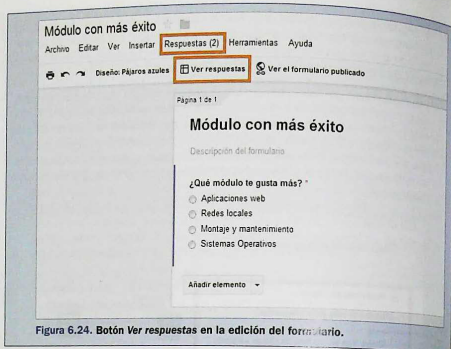 Módulo con más éxito
Archivo Editar Ver Insertar Respuestas (2) Herramientas Ayuda
Diseño: Pájaros azules Ver respuestas Ver el formulario publicado
Página 1 de 1
Módulo con más éxito
Descripción del formulario
¿Qué módulo te gusta más? *
Aplicaciones web
Redes locales
Montaje y mantenimiento
Sistemas Operativos
Añadir elemento
Figura 6.24. Botón Ver respuestas en la edición del formulario.